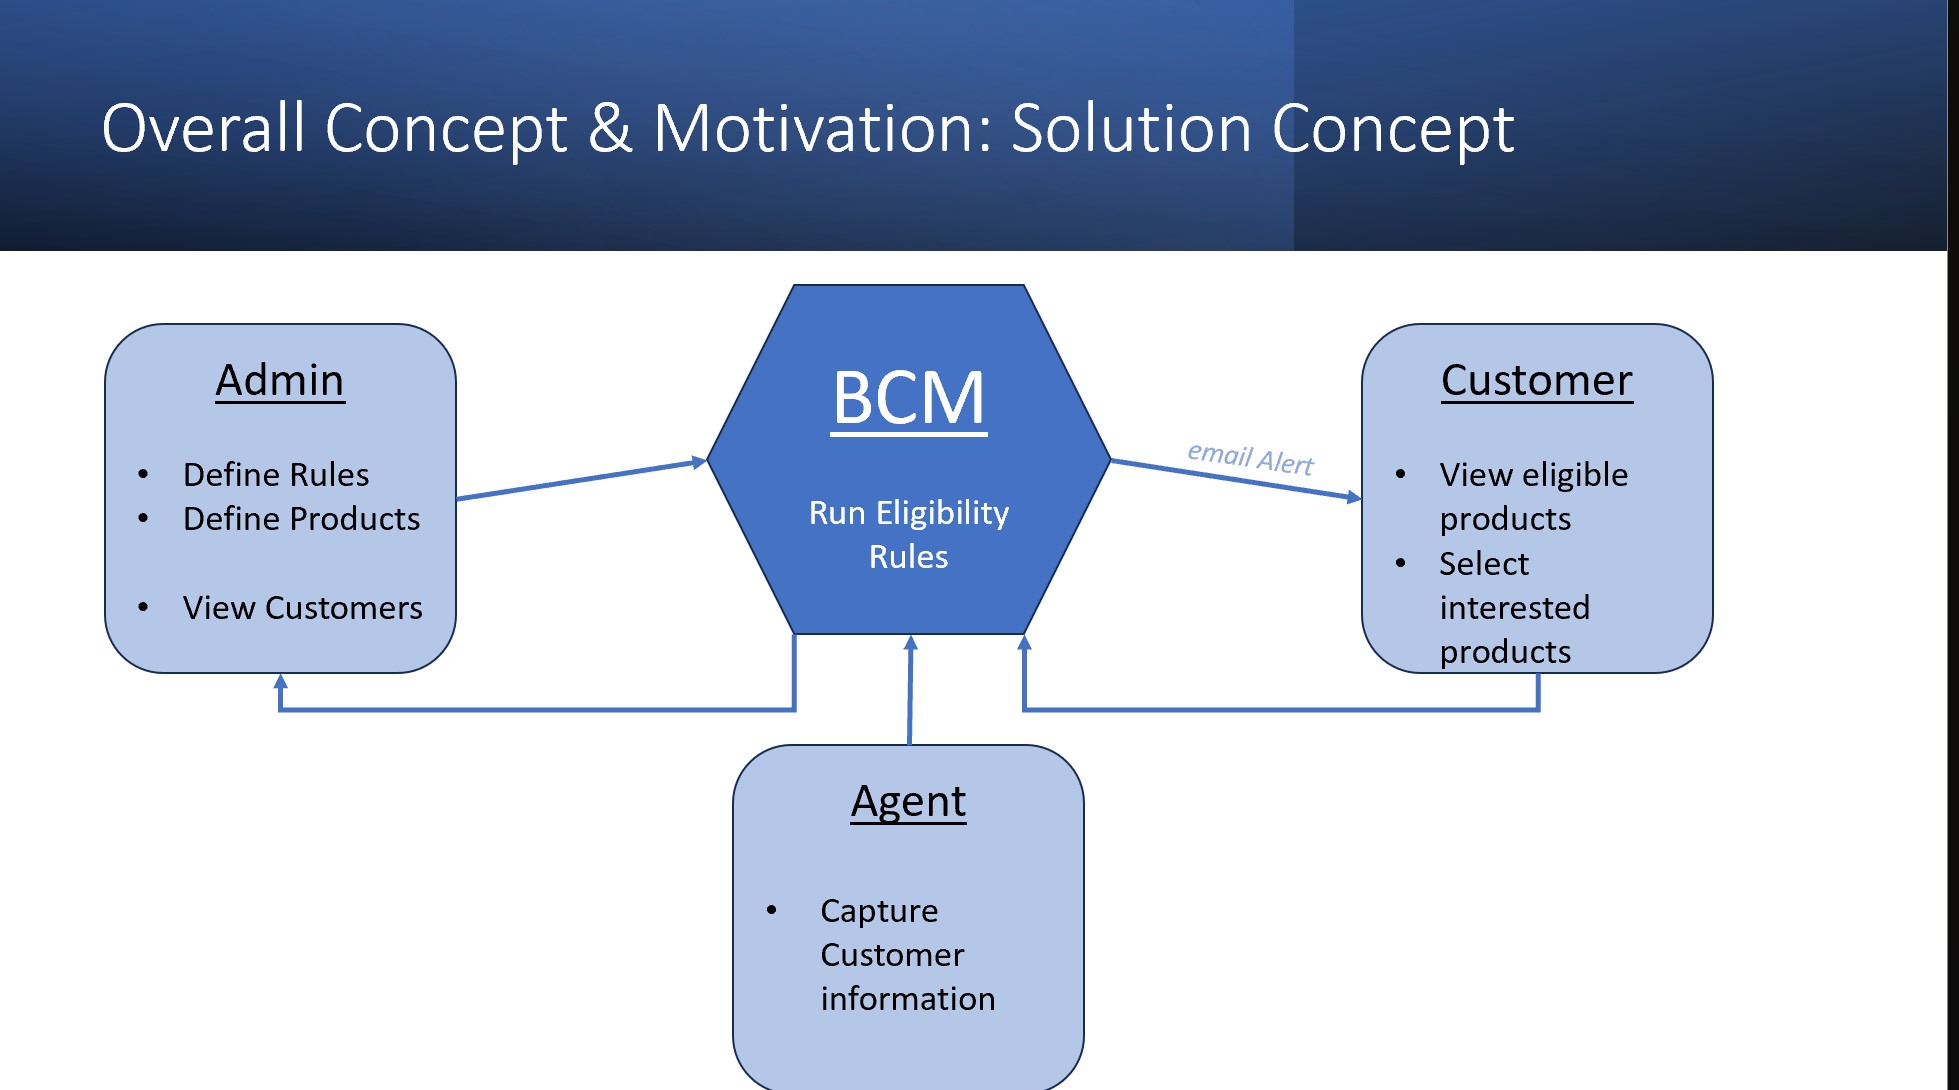 Overall Concept & Motivation: Solution Concept
Admin
• Define Rules
• Define Products
• View Customers
BCM
Run Eligibility
Rules
email Alert
Customer
• View eligible
products
• Select
interested
products
Agent
• Capture
Customer
information